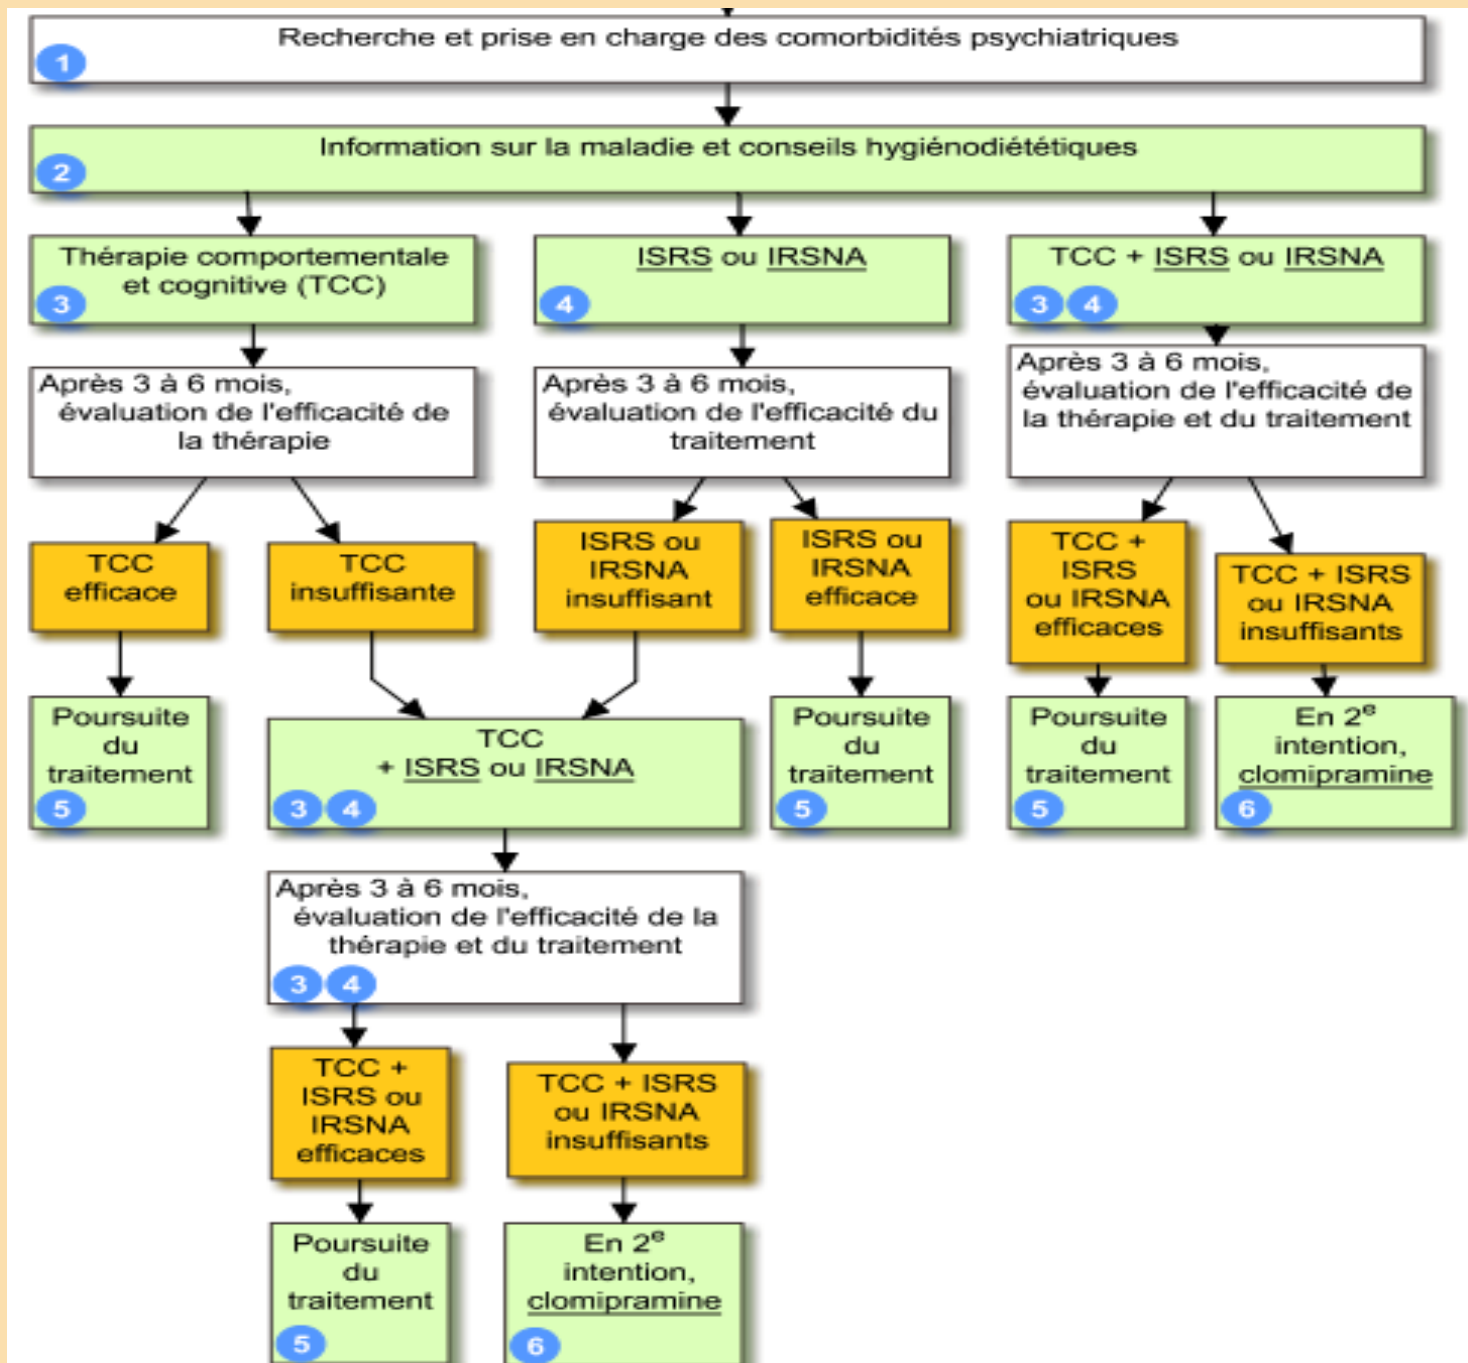 Recherche et prise en charge des comorbidités psychiatriques
1
Information sur la maladie et conseils hygiénodiététiques
2
Thérapie comportementale
et cognitive (TCC)
3
ISRS ou IRSNA
4
TCC + ISRS ou IRSNA
3 4
Après 3 à 6 mois,
évaluation de l'efficacité de
la thérapie
Après 3 à 6 mois,
évaluation de l'efficacité du
traitement
Après 3 à 6 mois,
évaluation de l'efficacité de
la thérapie et du traitement
TCC
efficace
TCC
insuffisante
ISRS ou
IRSNA
insuffisant
ISRS ou
IRSNA
efficace
TCC +
ISRS
ou IRSNA
efficaces
TCC + ISRS
ou IRSNA
insuffisants
Poursuite
du
traitement
5
TCC
+ ISRS ou IRSNA
3 4
Poursuite
du
traitement
5
Poursuite
du
traitement
5
En 2e
intention,
clomipramine
6
Après 3 à 6 mois,
évaluation de l'efficacité de la
thérapie et du traitement
3 4
TCC +
ISRS ou
IRSNA
efficaces
TCC + ISRS
ou IRSNA
insuffisants
Poursuite
du
traitement
5
En 2e
intention,
clomipramine
6